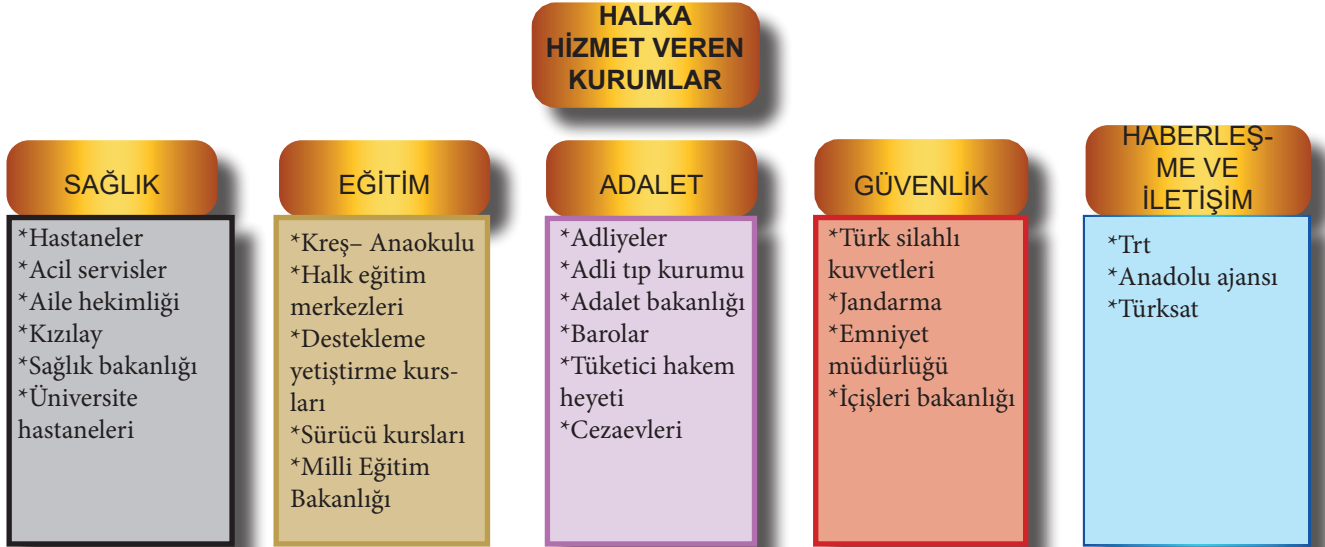 HALKA
HİZMET VEREN
KURUMLAR
SAĞLIK
*Hastaneler
*Acil servisler
*Aile hekimliği
*Kızılay
*Sağlık bakanlığı
*Üniversite
hastaneleri
EĞİTİM
*Kreş– Anaokulu
*Halk eğitim
merkezleri
*Destekleme
yetiştirme kurs-
ları
*Sürücü kursları
*Milli Eğitim
Bakanlığı
ADALET
*Adliyeler
*Adli tıp kurumu
*Adalet bakanlığı
*Barolar
*Tüketici hakem
heyeti
*Cezaevleri
GÜVENLİK
*Türk silahlı
kuvvetleri
*Jandarma
*Emniyet
müdürlüğü
*İçişleri bakanlığı
HABERLEŞ-
ME VE
İLETİŞİM
*Trt
*Anadolu ajansı
*Türksat